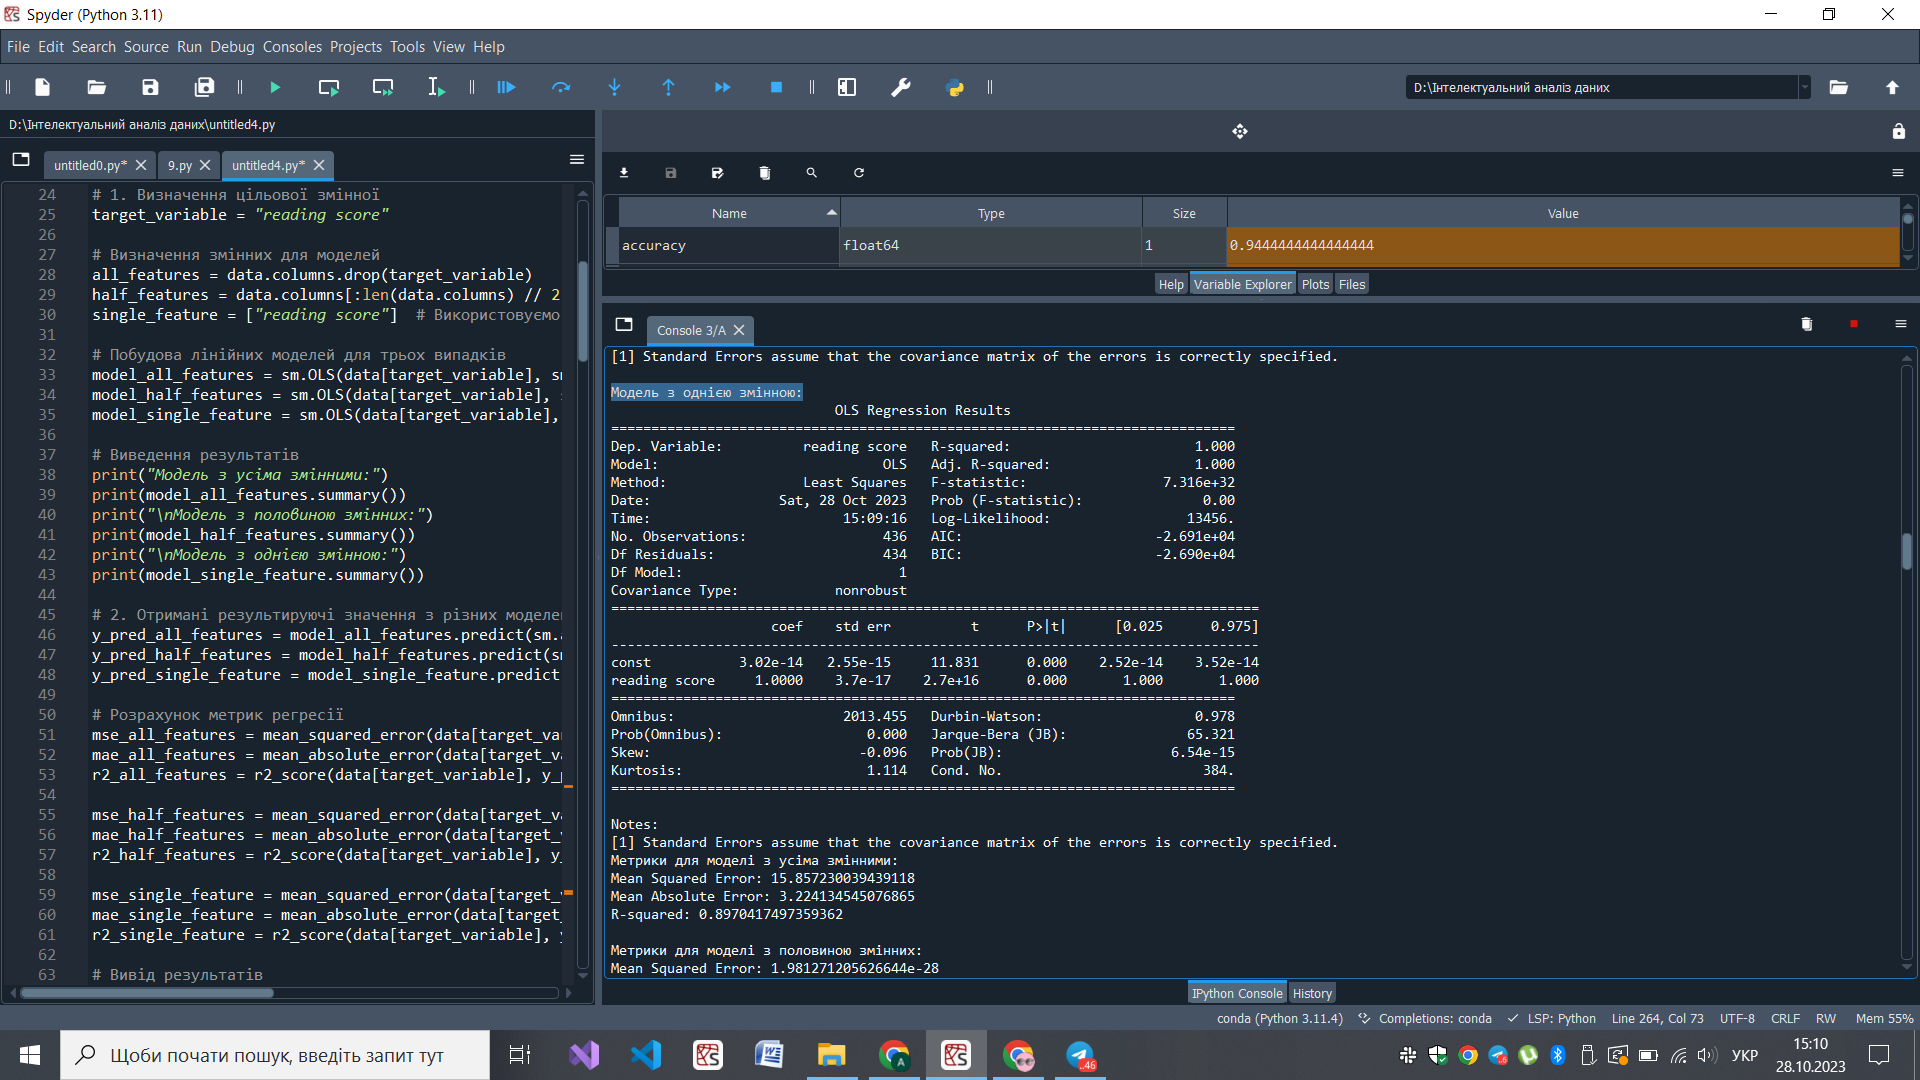 Spyder (Python 3.11)
File Edit Search Source Run Debug Consoles Projects Tools View Help
D:\Інтелектуальний аналіз даних
D:\Інтелектуальний аналіз даних\untitled4.py
untitled0.py* 9.py untitled4.py*
24 # 1. Визначення цільової змінної
25 target_variable = "reading score"
26
27 # Визначення змінних для моделей
28 all_features = data.columns.drop(target_variable)
29 half_features = data.columns[:len(data.columns) // 2
30 single_feature = ["reading score"]  # Використовуємо
31
32 # Побудова лінійних моделей для трьох випадків
33 model_all_features = sm.OLS(data[target_variable], sm
34 model_half_features = sm.OLS(data[target_variable],
35 model_single_feature = sm.OLS(data[target_variable],
36
37 # Виведення результатів
38 print("Модель з усіма змінними:")
39 print(model_all_features.summary())
40 print("\nМодель з половиною змінних:")
41 print(model_half_features.summary())
42 print("\nМодель з однією змінною:")
43 print(model_single_feature.summary())
44
45 # 2. Отримані результируючі значення з різних моделе
46 y_pred_all_features = model_all_features.predict(sm.
47 y_pred_half_features = model_half_features.predict(s
48 y_pred_single_feature = model_single_feature.predict
49
50 # Розрахунок метрик регресії
51 mse_all_features = mean_squared_error(data[target_va
52 mae_all_features = mean_absolute_error(data[target_v
53 r2_all_features = r2_score(data[target_variable], y_
54
55 mse_half_features = mean_squared_error(data[target_v
56 mae_half_features = mean_absolute_error(data[target_
57 r2_half_features = r2_score(data[target_variable], y_
58
59 mse_single_feature = mean_squared_error(data[target_
60 mae_single_feature = mean_absolute_error(data[target_
61 r2_single_feature = r2_score(data[target_variable], y
62
63 # Вивід результатів
Name Type Size Value
accuracy float64 1 0.9444444444444444
Help Variable Explorer Plots Files
Console 3/A
[1] Standard Errors assume that the covariance matrix of the errors is correctly specified.
Модель з однією змінною:
OLS Regression Results
==============================================================================
Dep. Variable: reading score R-squared: 1.000
Model: OLS Adj. R-squared: 1.000
Method: Least Squares F-statistic: 7.316e+32
Date: Sat, 28 Oct 2023 Prob (F-statistic): 0.00
Time: 15:09:16 Log-Likelihood: 13456.
No. Observations: 436 AIC: -2.691e+04
Df Residuals: 434 BIC: -2.690e+04
Df Model: 1
Covariance Type: nonrobust
=================================================================================
coef std err t P>|t| [0.025 0.975]
---------------------------------------------------------------------------------
const 3.02e-14 2.55e-15 11.831 0.000 2.52e-14 3.52e-14
reading score 1.0000 3.7e-17 2.7e+16 0.000 1.000 1.000
==============================================================================
Omnibus: 2013.455 Durbin-Watson: 0.978
Prob(Omnibus): 0.000 Jarque-Bera (JB): 65.321
Skew: -0.096 Prob(JB): 6.54e-15
Kurtosis: 1.114 Cond. No. 384.
==============================================================================
Notes:
[1] Standard Errors assume that the covariance matrix of the errors is correctly specified.
Метрики для моделі з усіма змінними:
Mean Squared Error: 15.857230039439118
Mean Absolute Error: 3.224134545076865
R-squared: 0.8970417497359362
Метрики для моделі з половиною змінних:
Mean Squared Error: 1.981271205626644e-28
IPython Console History
conda (Python 3.11.4) Completions: conda LSP: Python Line 264, Col 73 UTF-8 CRLF RW Mem 55%
Щоби почати пошук, введіть запит тут
УКР
15:10
28.10.2023